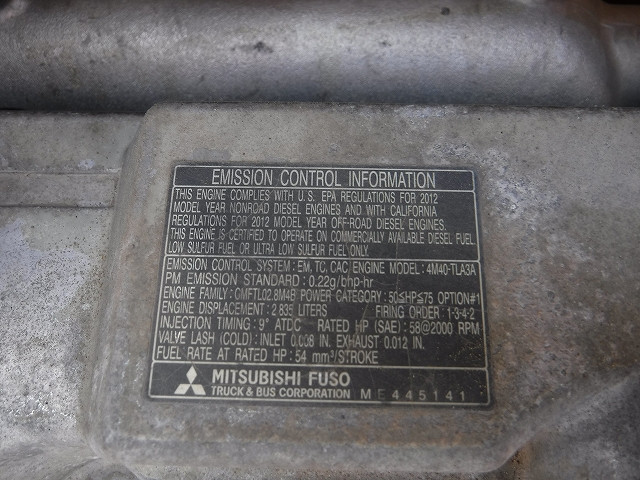 EMISSION CONTROL INFORMATION
THIS ENGINE COMPLIES WITH U.S. EPA REGULATIONS FOR 2012
MODEL YEAR NONROAD DIESEL ENGINES AND WITH CALIFORNIA
REGULATIONS FOR 2012 MODEL YEAR OFF-ROAD DIESEL ENGINES.
THIS ENGINE IS CERTIFIED TO OPERATE ON COMMERCIALLY AVAILABLE DIESEL FUEL
LOW SULFUR FUEL OR ULTRA LOW SULFUR FUEL ONLY.
EMISSION CONTROL SYSTEM : EM, TC, CAC ENGINE MODEL: 4M40-TLA3A
PM EMISSION STANDARD : 0.22g/bhp-hr
ENGINE FAMILY: CMFTL02.8M4B POWER CATEGORY: 50≤HP≤75 OPTION#1
ENGINE DISPLACEMENT: 2.835 LITERS FIRING ORDER: 1-3-4-2
INJECTION TIMING: 9° ATDC RATED HP (SAE): 58@2000 RPM
VALVE LASH (COLD): INLET 0.008 IN. EXHAUST 0.012 IN.
FUEL RATE AT RATED HP: 54 mm³/STROKE
MITSUBISHI FUSO
TRUCK & BUS CORPORATION ME445141